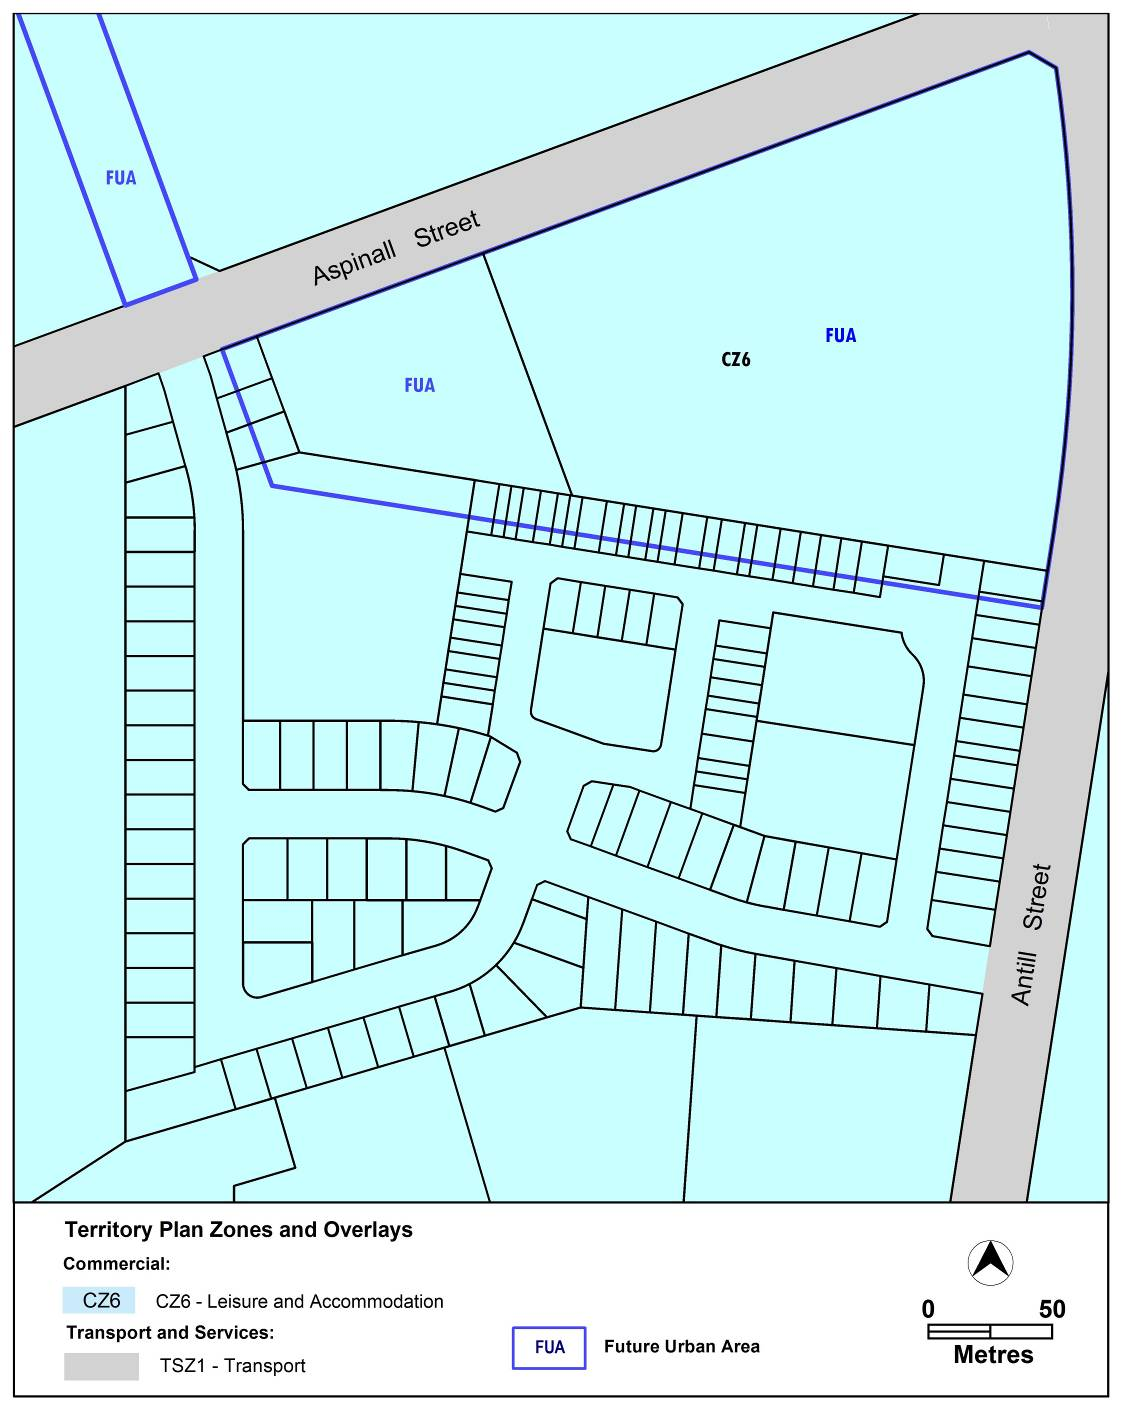 FUA
Aspinall Street
FUA
CZ6
FUA
Antill Street
Territory Plan Zones and Overlays
Commercial:
CZ6 CZ6 - Leisure and Accommodation
Transport and Services:
TSZ1 - Transport
FUA Future Urban Area
0 50
Metres